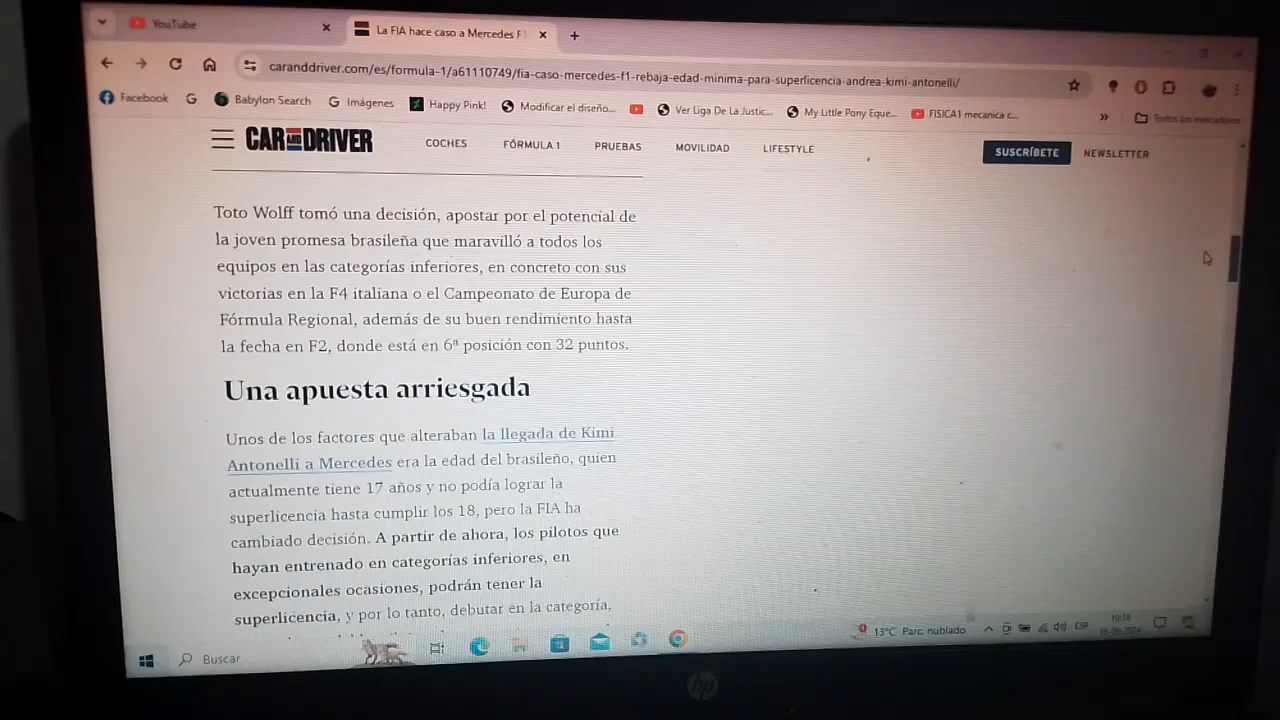 YouTube
La FIA hace caso a Mercedes F1
caranddriver.com/es/formula-1/a61110749/fia-caso-mercedes-f1-rebaja-edad-minima-para-superlicencia-andrea-kimi-antonelli/
Facebook
Babylon Search
Imágenes
Happy Pink!
Modificar el diseño...
Ver Liga De La Justic...
My Little Pony Eque...
FISICA1 mecanica c...
Todos los marcadores
CAR AND DRIVER
COCHES
FÓRMULA 1
PRUEBAS
MOVILIDAD
LIFESTYLE
SUSCRÍBETE
NEWSLETTER
Toto Wolff tomó una decisión, apostar por el potencial de
la joven promesa brasileña que maravilló a todos los
equipos en las categorías inferiores, en concreto con sus
victorias en la F4 italiana o el Campeonato de Europa de
Fórmula Regional, además de su buen rendimiento hasta
la fecha en F2, donde está en 6ª posición con 32 puntos.
Una apuesta arriesgada
Unos de los factores que alteraban la llegada de Kimi
Antonelli a Mercedes era la edad del brasileño, quien
actualmente tiene 17 años y no podía lograr la
superlicencia hasta cumplir los 18, pero la FIA ha
cambiado decisión. A partir de ahora, los pilotos que
hayan entrenado en categorías inferiores, en
excepcionales ocasiones, podrán tener la
superlicencia, y por lo tanto, debutar en la categoría,
Buscar
13°C Parc. nublado
ESP
hp